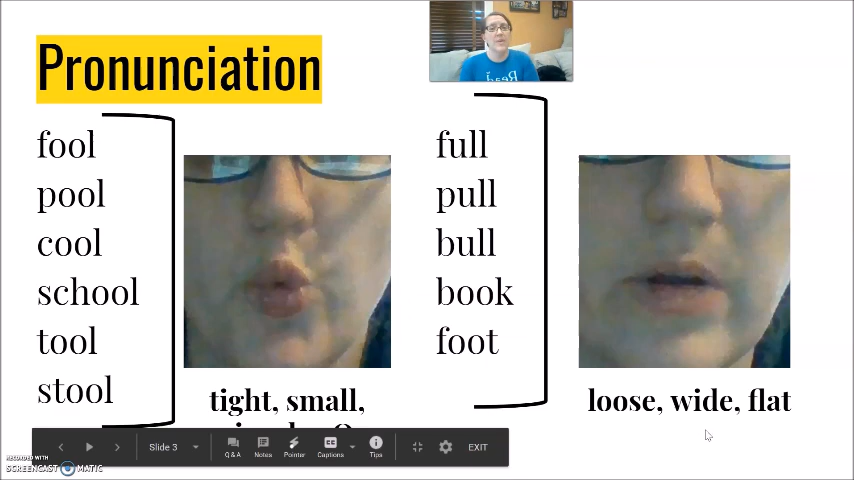 Pronunciation
fool
pool
cool
school
tool
stool
tight, small,
full
pull
bull
book
foot
loose, wide, flat
Slide 3
Q & A
Notes
Pointer
Captions
Tips
EXIT
RECORDED WITH
SCREENCAST MATIC